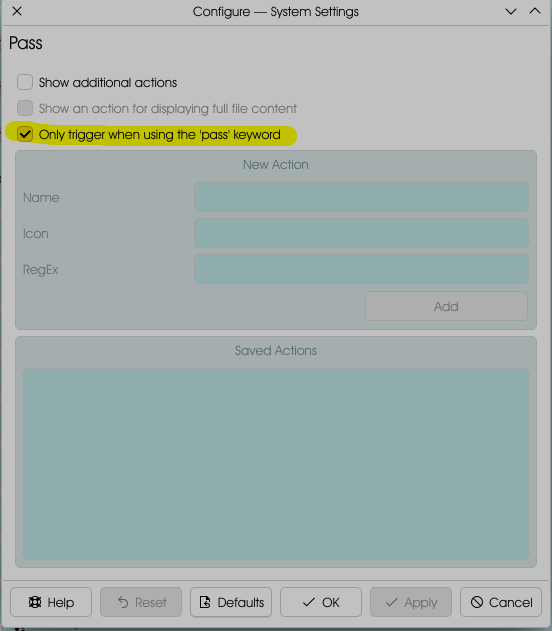 Configure — System Settings
Pass
Show additional actions
Show an action for displaying full file content
Only trigger when using the 'pass' keyword
New Action
Name
Icon
RegEx
Add
Saved Actions
Help Reset Defaults OK Apply Cancel